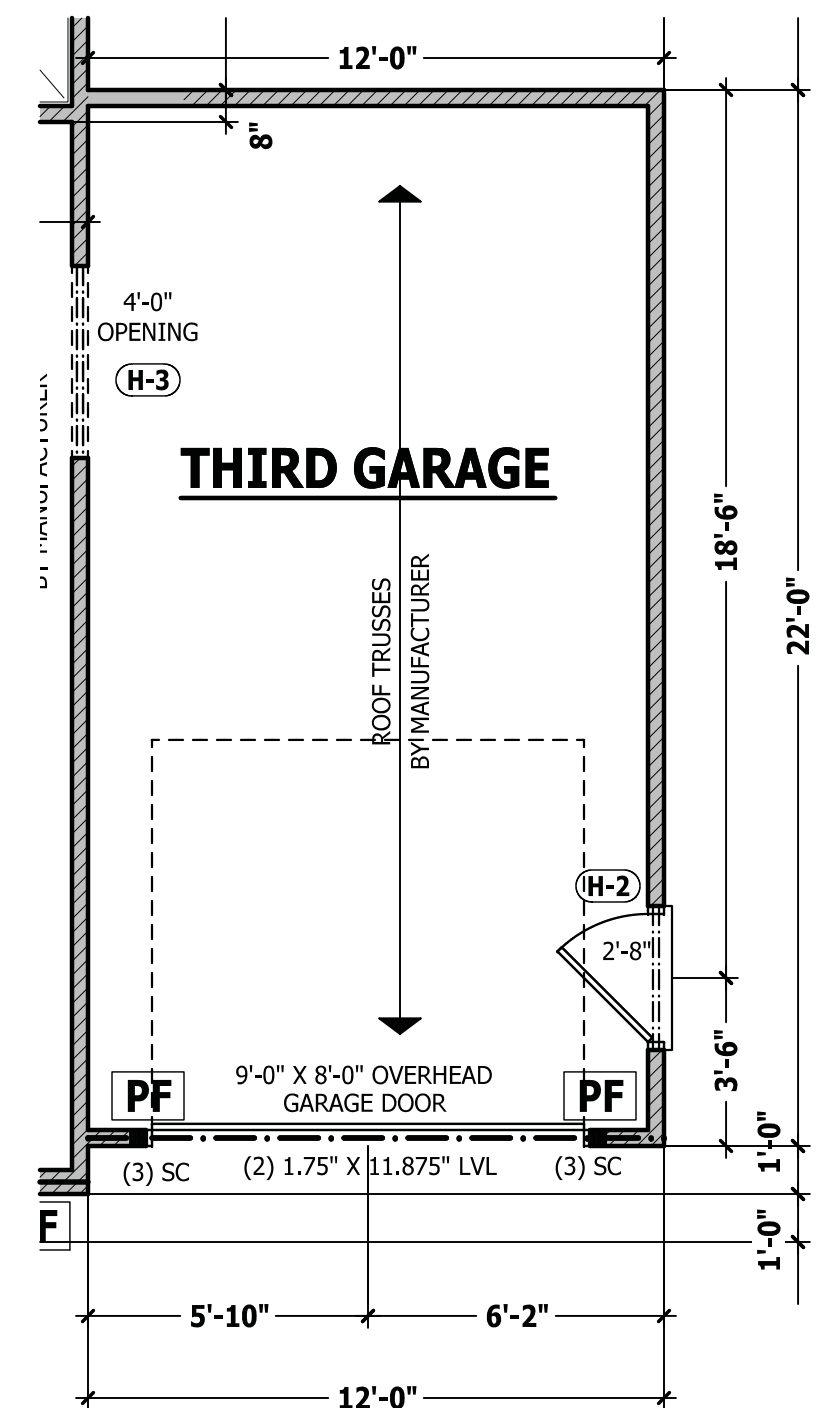 12'-0"
8"
4'-0"
OPENING
H-3
THIRD GARAGE
18'-6"
22'-0"
ROOF TRUSSES
BY MANUFACTURER
BY MANUFACTURER
H-2
2'-8"
3'-6"
9'-0" X 8'-0" OVERHEAD
GARAGE DOOR
PF
PF
(3) SC
(2) 1.75" X 11.875" LVL
(3) SC
1'-0"
F
1'-0"
5'-10"
6'-2"
12'-0"